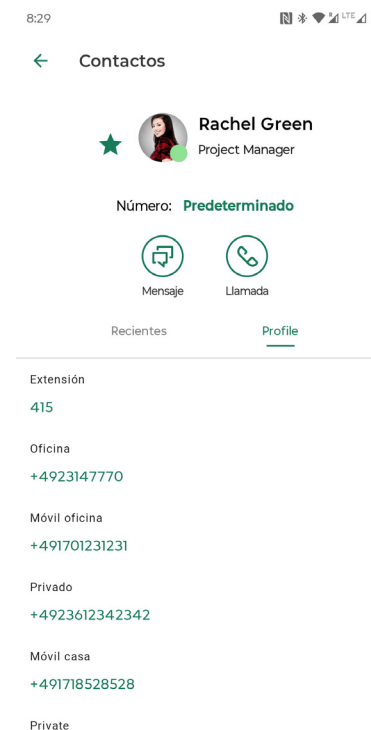 8:29
LTE
Contactos
Rachel Green
Project Manager
Número: Predeterminado
Mensaje Llamada
Recientes Profile
Extensión
415
Oficina
+4923147770
Móvil oficina
+491701231231
Privado
+4923612342342
Móvil casa
+491718528528
Private